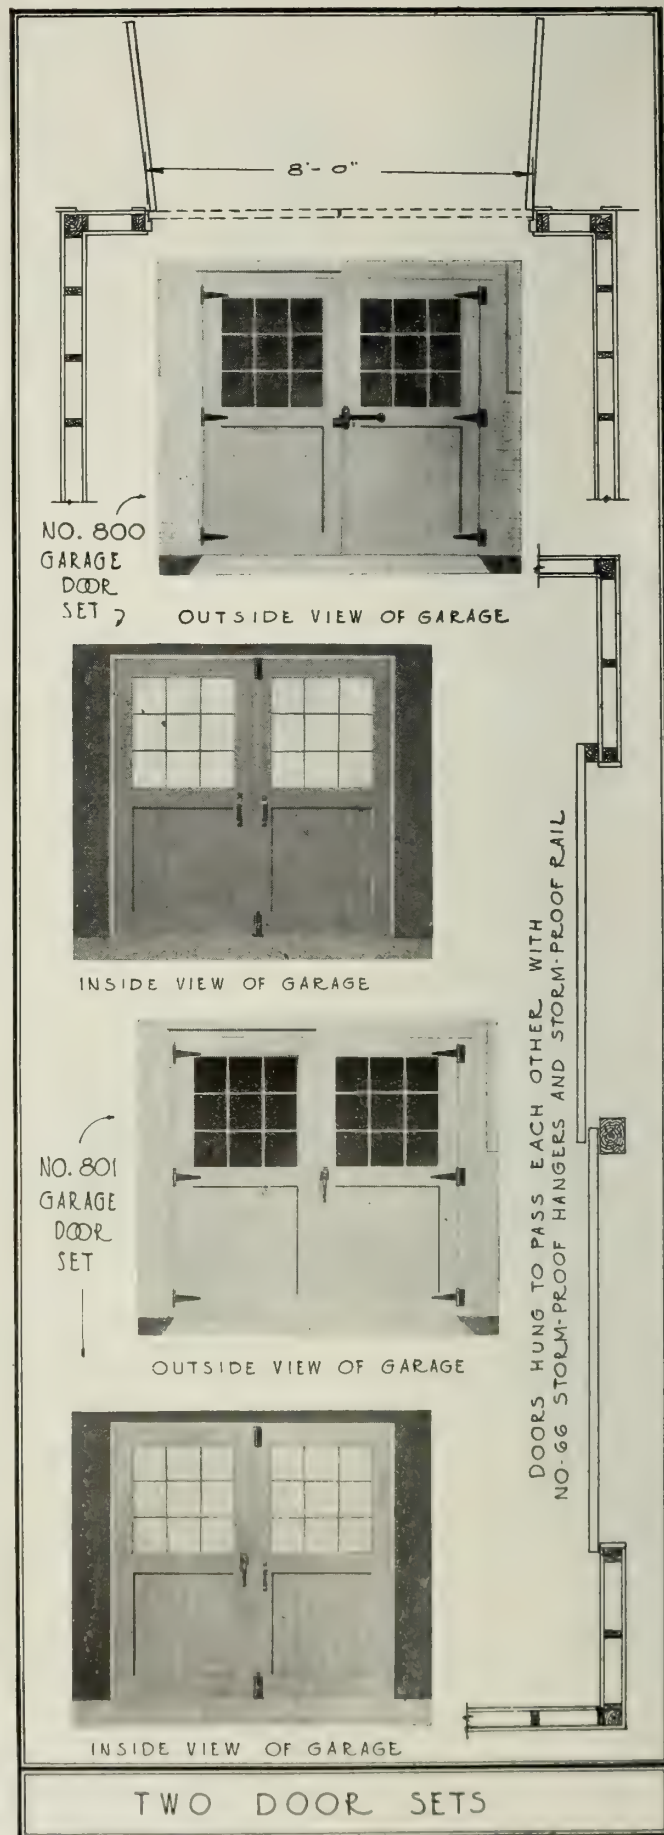 8'-0"
NO. 800
GARAGE
DOOR
SET
OUTSIDE VIEW OF GARAGE
INSIDE VIEW OF GARAGE
NO. 801
GARAGE
DOOR
SET
OUTSIDE VIEW OF GARAGE
INSIDE VIEW OF GARAGE
DOORS HUNG TO PASS EACH OTHER WITH
NO-66 STORM-PROOF HANGERS AND STORM-PROOF RAIL
TWO DOOR SETS